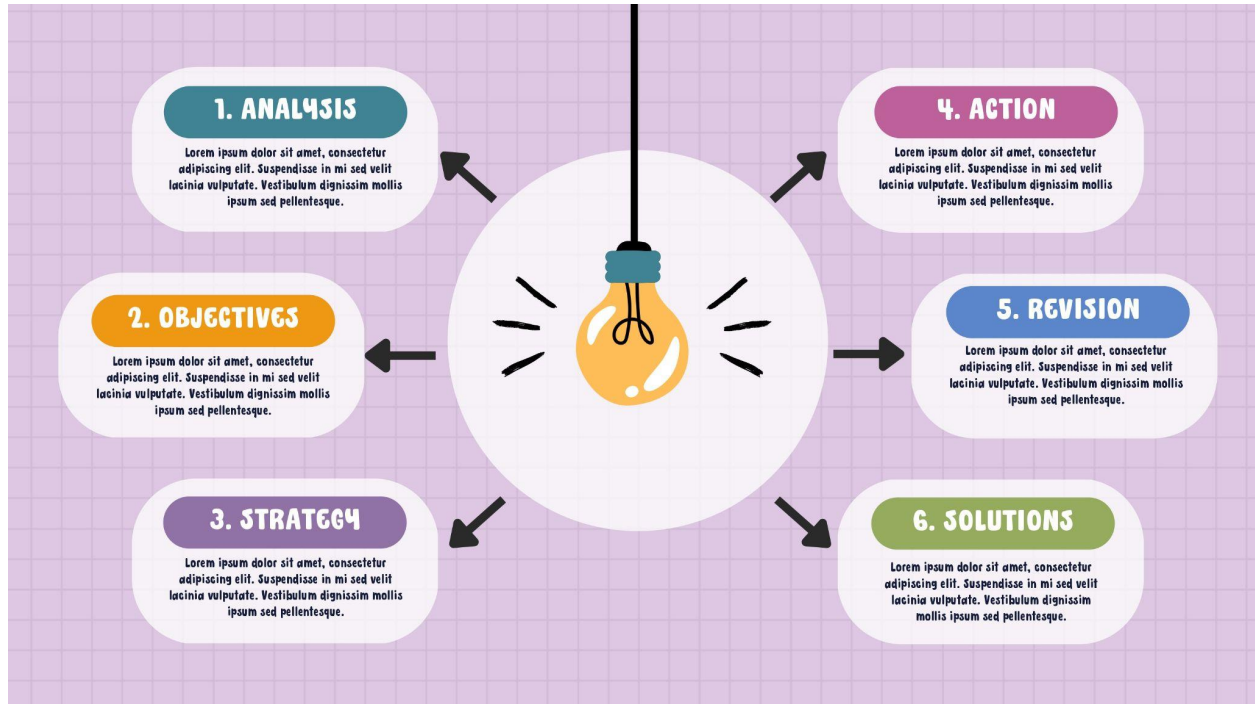 1. ANALYSIS
Lorem ipsum dolor sit amet, consectetur
adipiscing elit. Suspendisse in mi sed velit
lacinia vulputate. Vestibulum dignissim mollis
ipsum sed pellentesque.
2. OBJECTIVES
Lorem ipsum dolor sit amet, consectetur
adipiscing elit. Suspendisse in mi sed velit
lacinia vulputate. Vestibulum dignissim mollis
ipsum sed pellentesque.
3. STRATEGY
Lorem ipsum dolor sit amet, consectetur
adipiscing elit. Suspendisse in mi sed velit
lacinia vulputate. Vestibulum dignissim mollis
ipsum sed pellentesque.
4. ACTION
Lorem ipsum dolor sit amet, consectetur
adipiscing elit. Suspendisse in mi sed velit
lacinia vulputate. Vestibulum dignissim mollis
ipsum sed pellentesque.
5. REVISION
Lorem ipsum dolor sit amet, consectetur
adipiscing elit. Suspendisse in mi sed velit
lacinia vulputate. Vestibulum dignissim mollis
ipsum sed pellentesque.
6. SOLUTIONS
Lorem ipsum dolor sit amet, consectetur
adipiscing elit. Suspendisse in mi sed velit
lacinia vulputate. Vestibulum dignissim
mollis ipsum sed pellentesque.